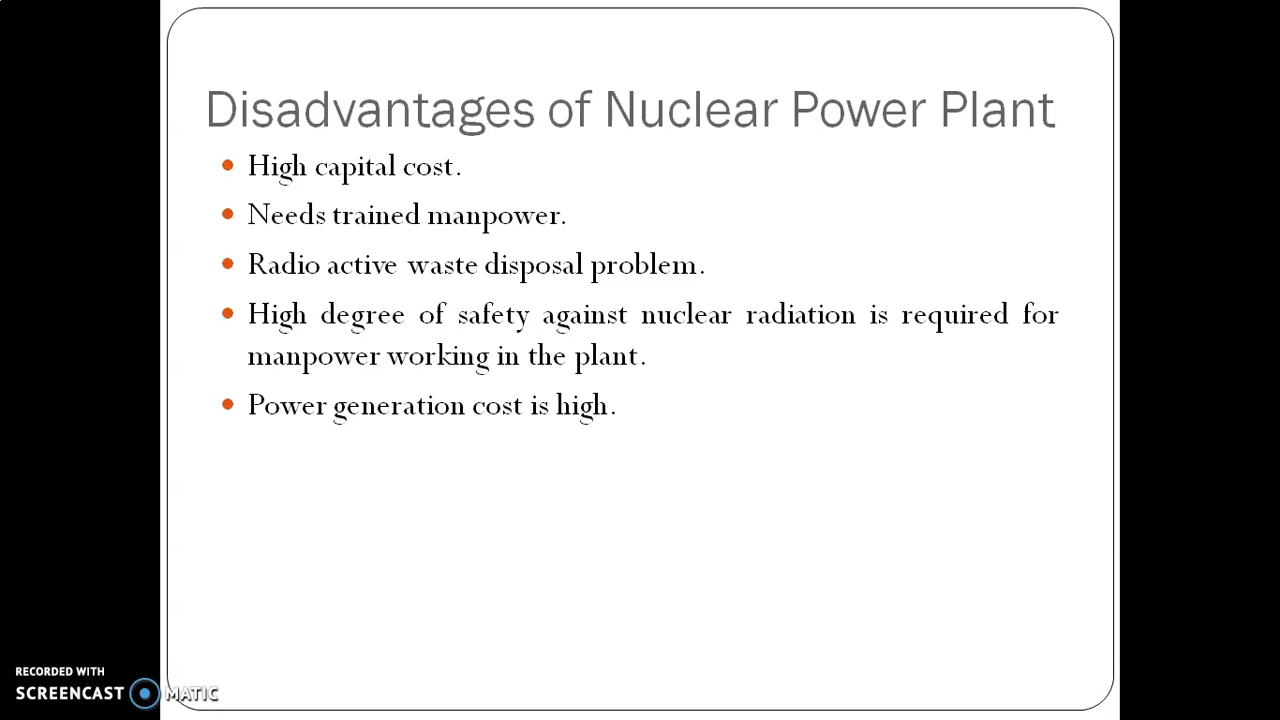 Disadvantages of Nuclear Power Plant
High capital cost.
Needs trained manpower.
Radio active waste disposal problem.
High degree of safety against nuclear radiation is required for
manpower working in the plant.
Power generation cost is high.
RECORDED WITH
SCREENCAST MATIC